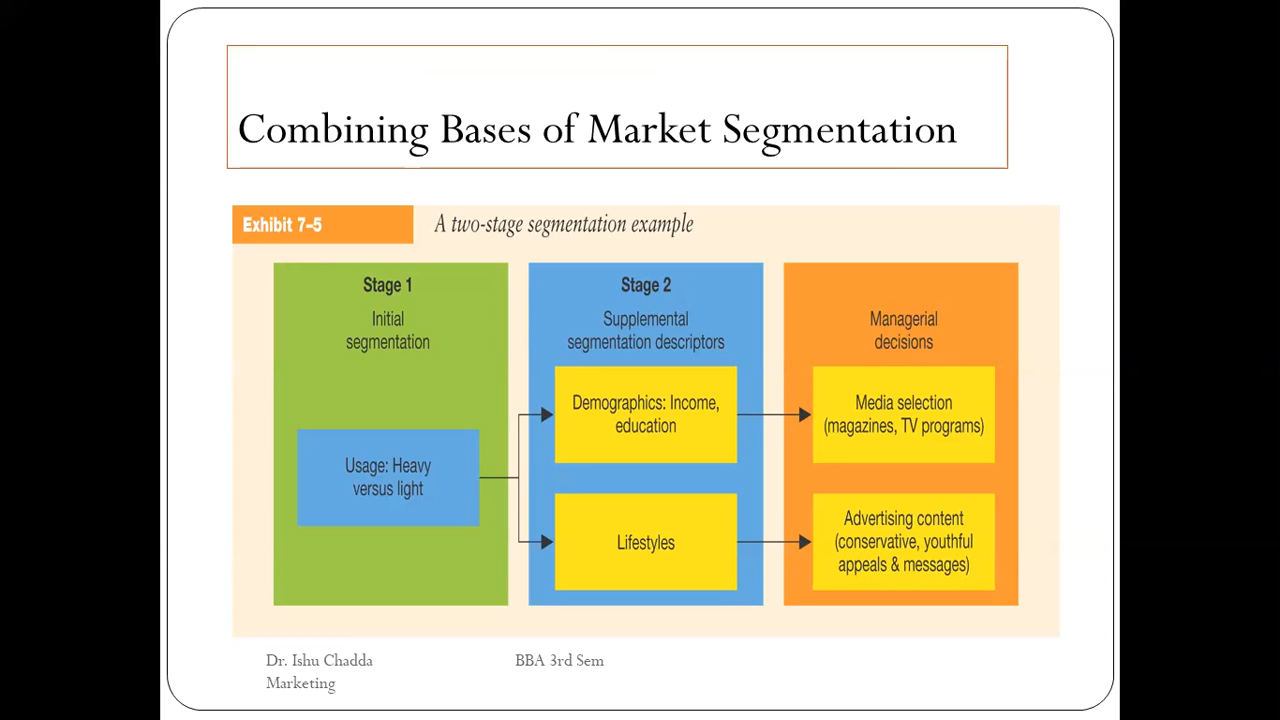 Combining Bases of Market Segmentation
Exhibit 7–5
A two-stage segmentation example
Stage 1
Initial
segmentation
Usage: Heavy
versus light
Stage 2
Supplemental
segmentation descriptors
Demographics: Income,
education
Lifestyles
Managerial
decisions
Media selection
(magazines, TV programs)
Advertising content
(conservative, youthful
appeals & messages)
Dr. Ishu Chadda
Marketing
BBA 3rd Sem